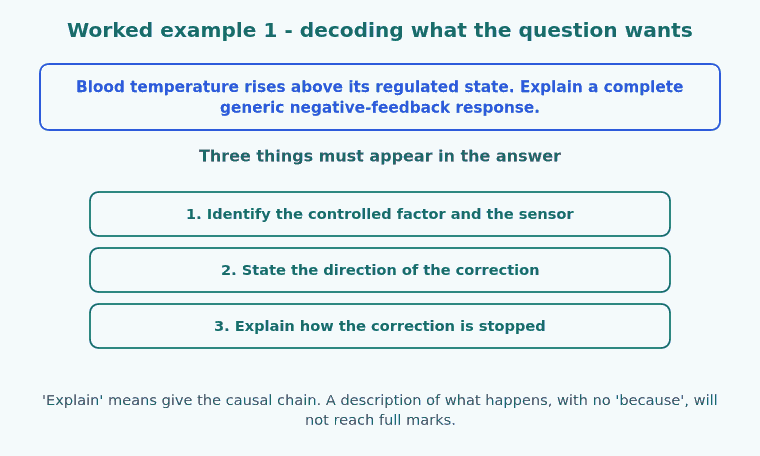 Worked example 1 - decoding what the question wants
Blood temperature rises above its regulated state. Explain a complete
generic negative-feedback response.
Three things must appear in the answer
1. Identify the controlled factor and the sensor
2. State the direction of the correction
3. Explain how the correction is stopped
'Explain' means give the causal chain. A description of what happens, with no 'because', will
not reach full marks.